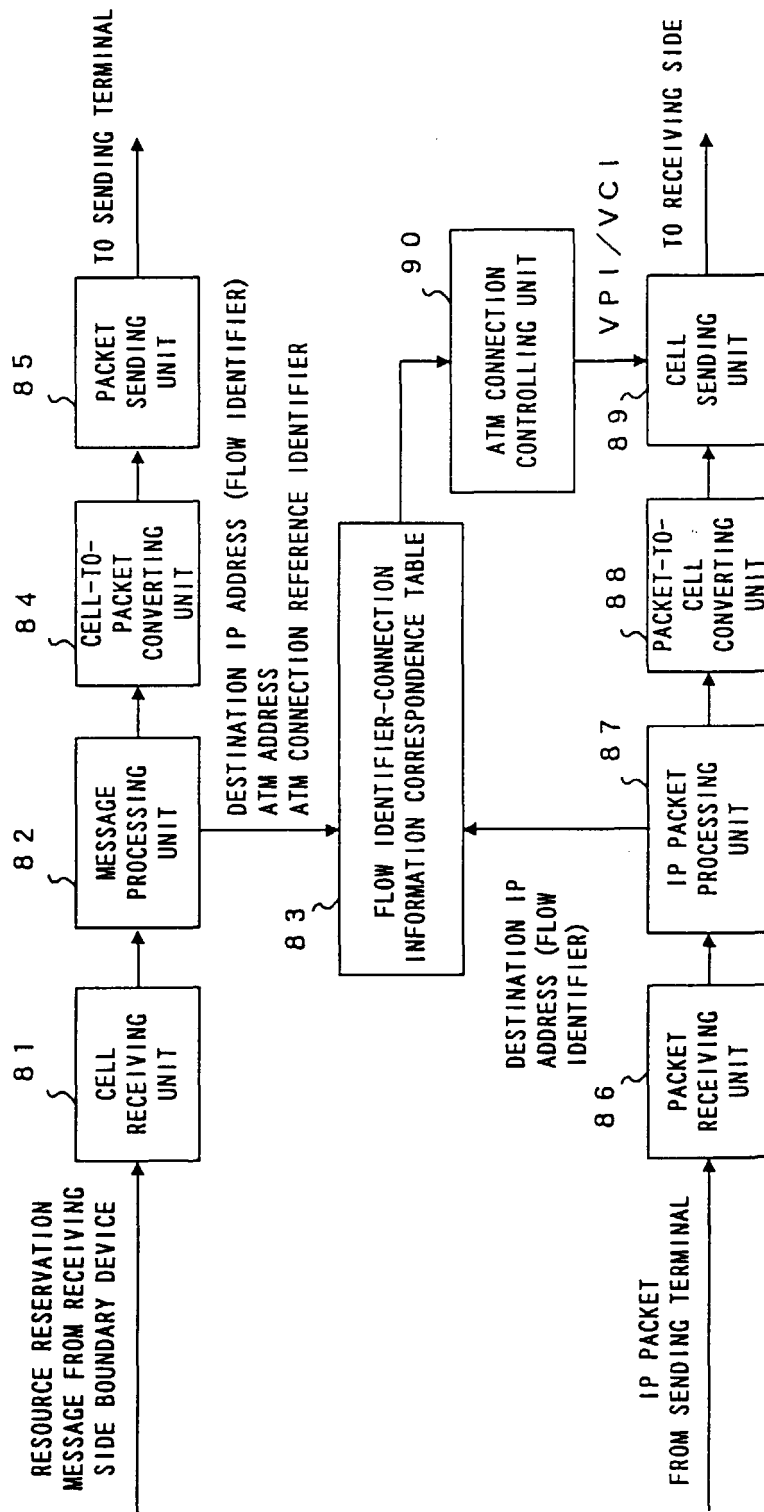 RESOURCE RESERVATION
MESSAGE FROM RECEIVING
SIDE BOUNDARY DEVICE
81
CELL
RECEIVING
UNIT
82
MESSAGE
PROCESSING
UNIT
84
CELL-TO-
PACKET
CONVERTING
UNIT
85
PACKET
SENDING
UNIT
TO SENDING TERMINAL
DESTINATION IP ADDRESS (FLOW IDENTIFIER)
ATM ADDRESS
ATM CONNECTION REFERENCE IDENTIFIER
83
FLOW IDENTIFIER-CONNECTION
INFORMATION CORRESPONDENCE TABLE
90
ATM CONNECTION
CONTROLLING UNIT
VPI/VCI
DESTINATION IP
ADDRESS (FLOW
IDENTIFIER)
IP PACKET
FROM SENDING TERMINAL
86
PACKET
RECEIVING
UNIT
87
IP PACKET
PROCESSING
UNIT
88
PACKET-TO-
CELL
CONVERTING
UNIT
89
CELL
SENDING
UNIT
TO RECEIVING SIDE